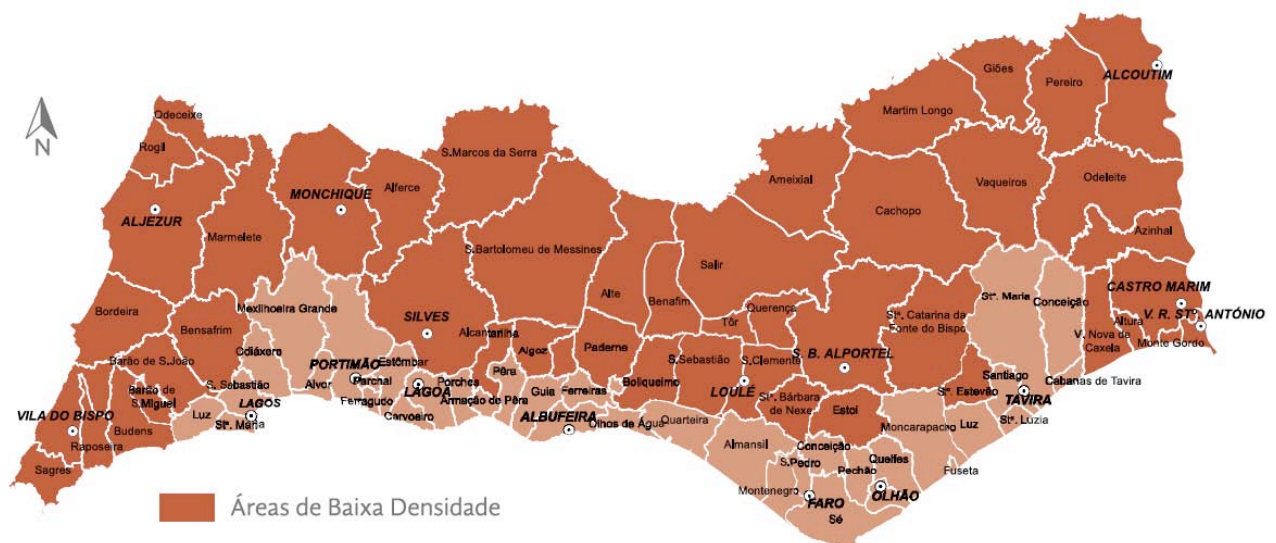 Giões
Pereiro
ALCOUTIM
Martim Longo
Odeceixe
N
Rogil
S.Marcos da Serra
MONCHIQUE
Alferce
Ameixial
Vaqueiros
Odeleite
ALJEZUR
Cachopo
Marmelete
Azinhal
S.Bartolomeu de Messines
Salir
CASTRO MARIM
Alte
Benafim
Stª. Maria
Conceição
Mexilhoeira Grande
Bordeira
Querença
Stª. Catarina da
Fonte do Bispo
V. R. STº. ANTÓNIO
SILVES
Tôr
Altura
Bensafrim
Alcantarilha
V. Nova de
Caxela
Monte Gordo
Odiáxere
Algoz
Paderne
S.Sebastião
S.Clemente
S. B. ALPORTEL
Barão de S.João
PORTIMÃO
Estômbar
Pêra
Santiago
Cabanas de Tavira
Barão de
S.Miguel
S. Sebastião
Alvor
Parchal
LAGOA
Porches
Guia
Ferreiras
Boliqueime
LOULÉ
Stº. Estevão
TAVIRA
Ferragudo
Armação de Pêra
Stª. Bárbara
de Nexe
Estoi
VILA DO BISPO
Luz
LAGOS
Stª. Maria
Carvoeiro
ALBUFEIRA
Olhos de Água
Quarteira
Moncarapacho
Luz
Stª. Luzia
Budens
Raposeira
Almansil
Conceição
Quelfes
Sagres
S.Pedro
Pechão
Fuseta
Montenegro
FARO
OLHÃO
Sé
Áreas de Baixa Densidade